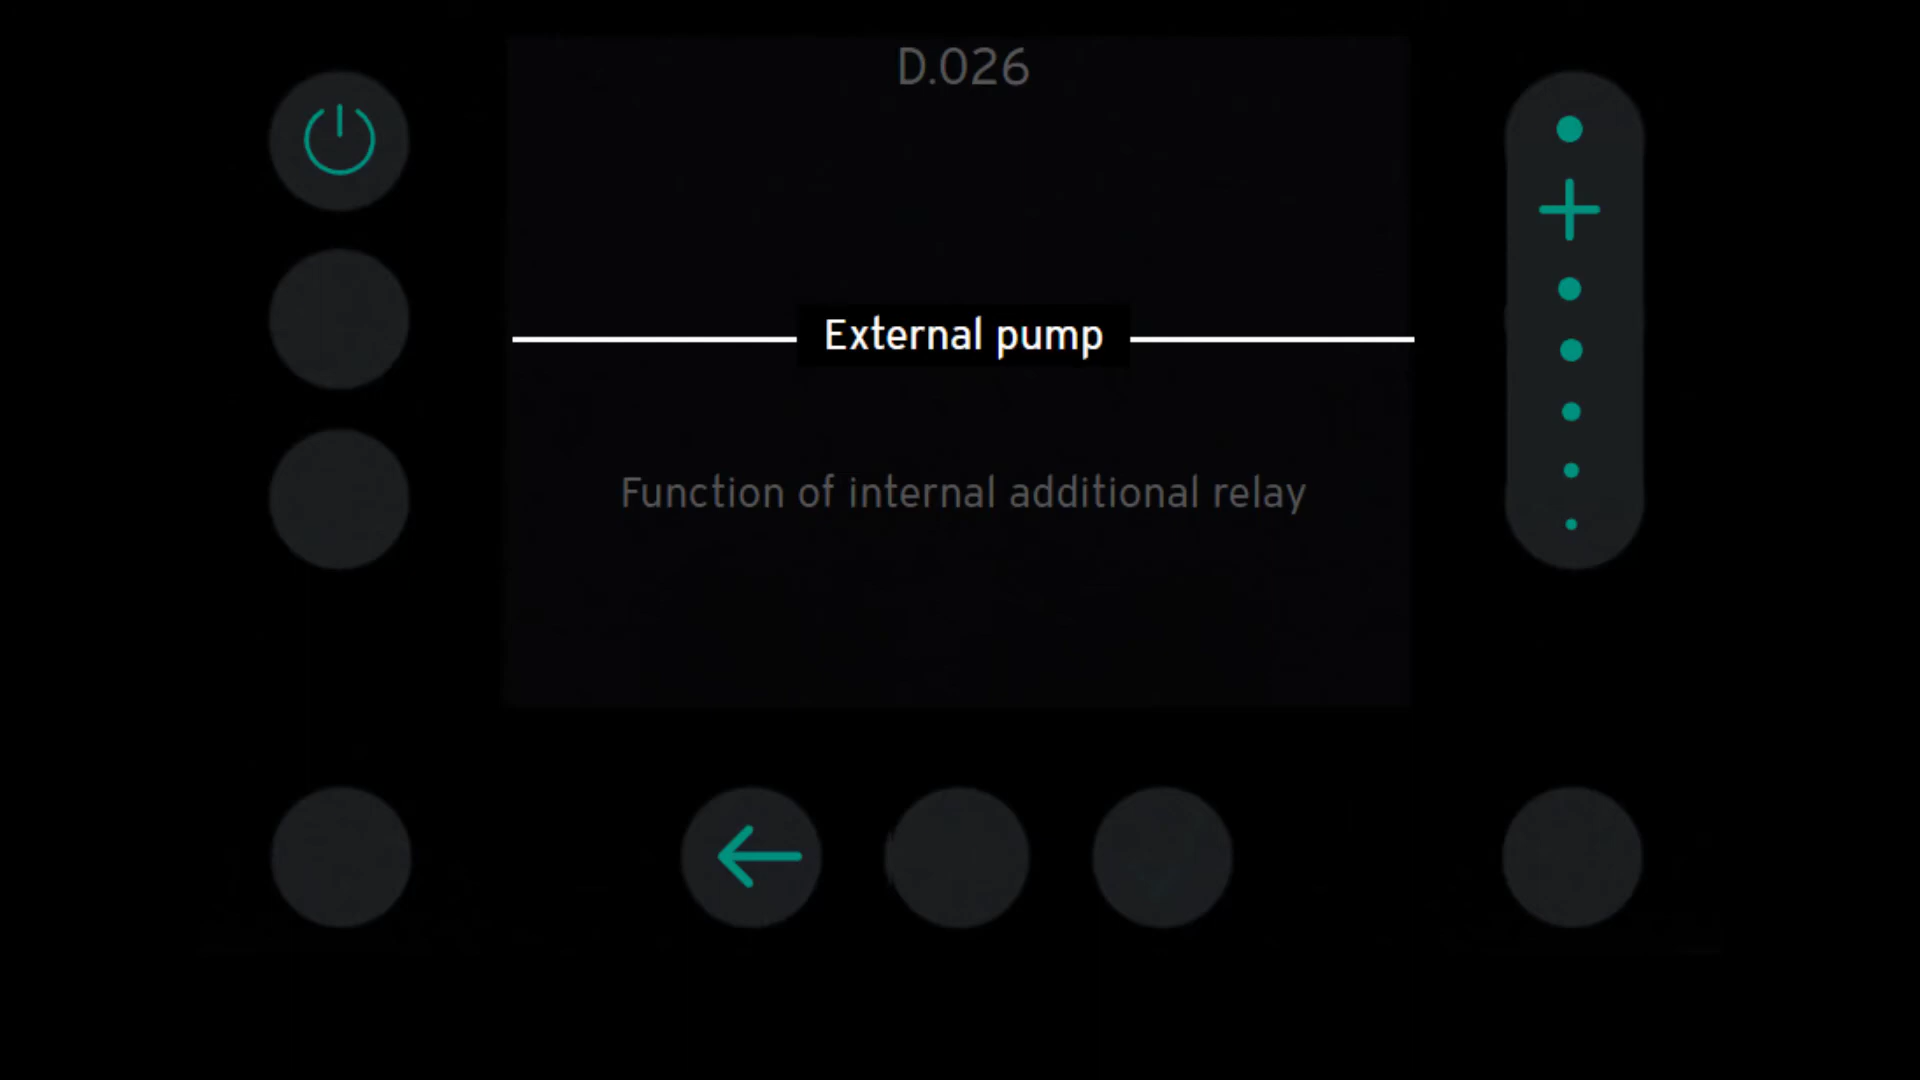 D.026
External pump
Function of internal additional relay